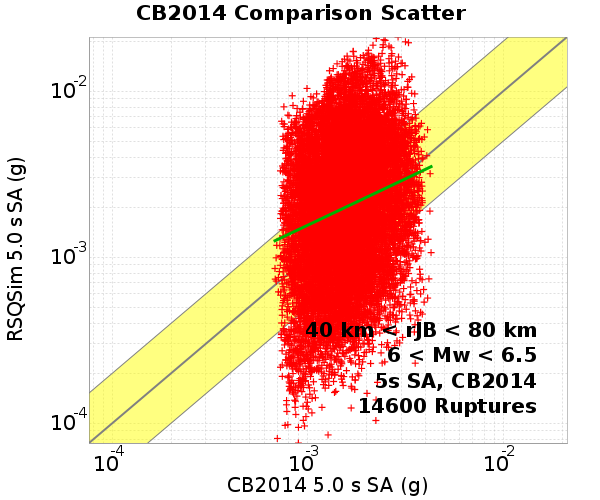 CB2014 Comparison Scatter
RSQSim 5.0 s SA (g)
10-2
10-3
10-4
40 km < rJB < 80 km
6 < Mw < 6.5
5s SA, CB2014
14600 Ruptures
10-4 10-3 10-2
CB2014 5.0 s SA (g)